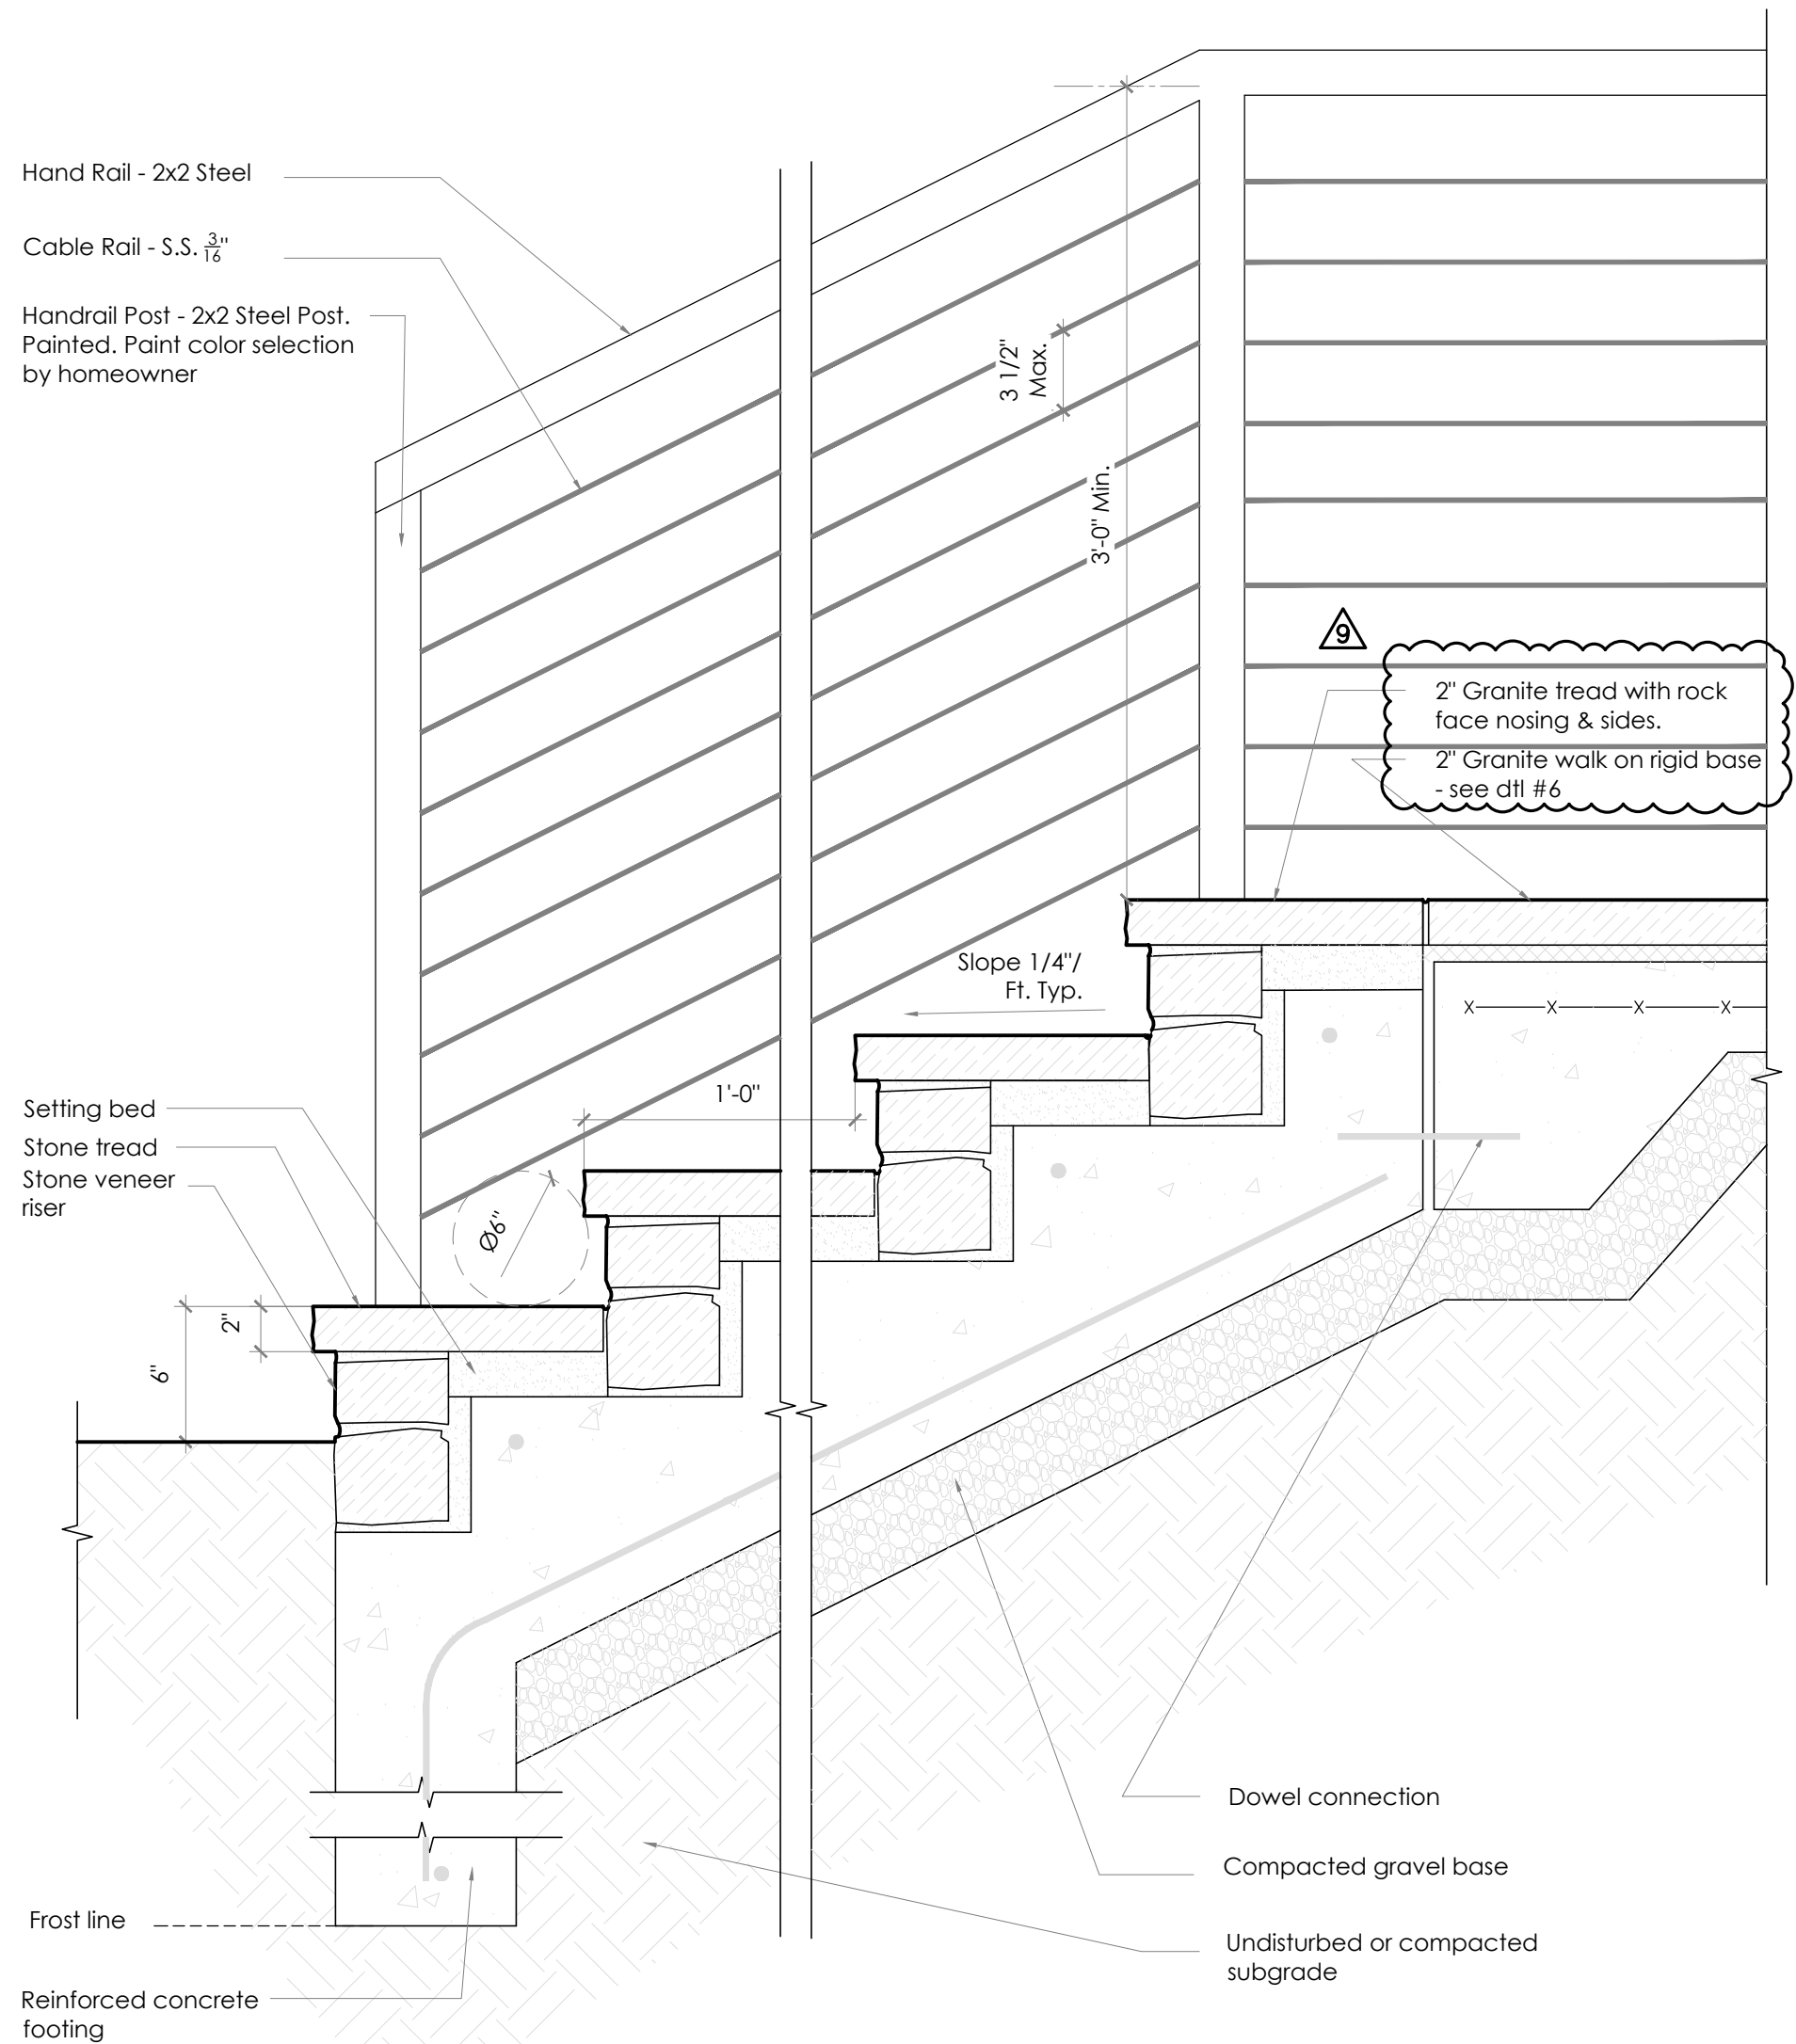 Hand Rail - 2x2 Steel
Cable Rail - S.S. 3/16"
Handrail Post - 2x2 Steel Post.
Painted. Paint color selection
by homeowner
3 1/2"
Max.
3'-0" Min.
9
2" Granite tread with rock
face nosing & sides.
2" Granite walk on rigid base
- see dtl #6
Slope 1/4"/
Ft. Typ.
1'-0"
Setting bed
Stone tread
Stone veneer
riser
Ø6"
2"
6"
X X X X
Dowel connection
Compacted gravel base
Frost line
Undisturbed or compacted
subgrade
Reinforced concrete
footing